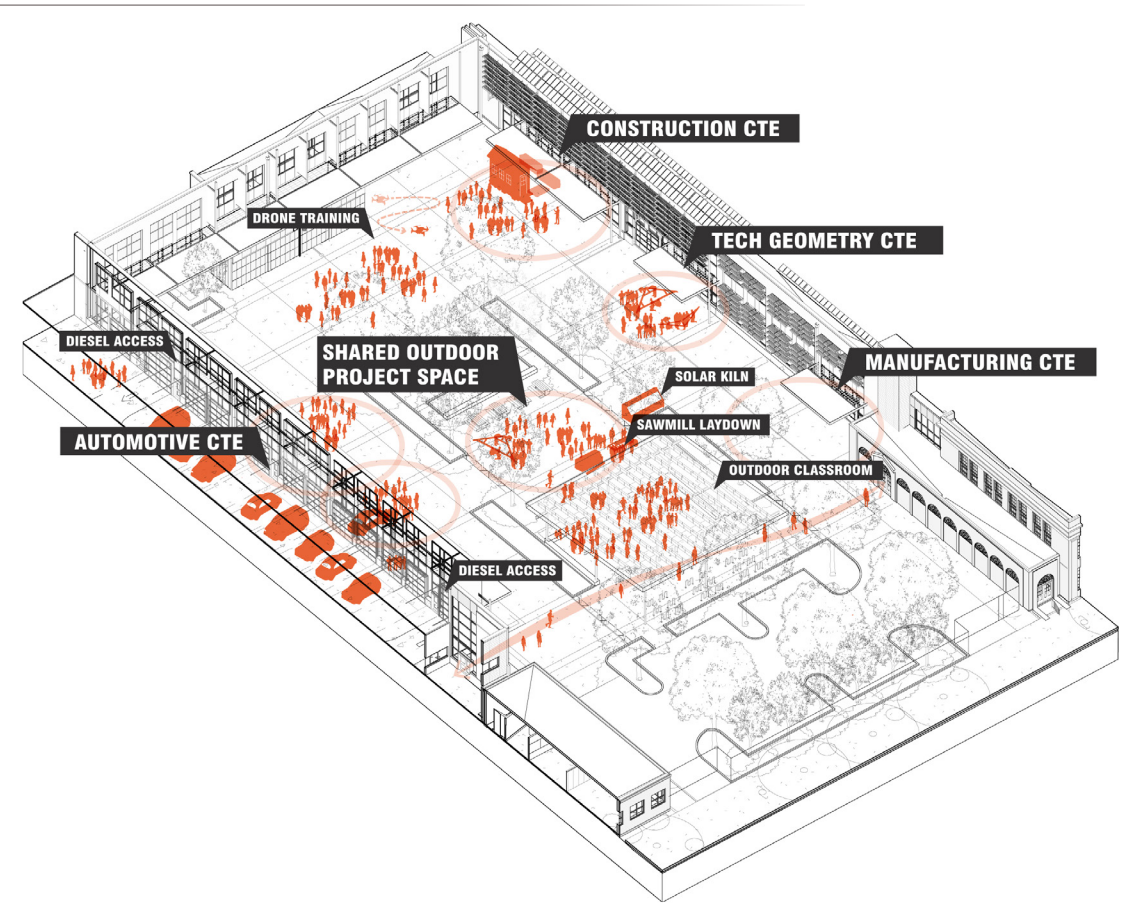 CONSTRUCTION CTE
DRONE TRAINING
TECH GEOMETRY CTE
DIESEL ACCESS
SHARED OUTDOOR
PROJECT SPACE
MANUFACTURING CTE
SOLAR KILN
SAWMILL LAYDOWN
AUTOMOTIVE CTE
OUTDOOR CLASSROOM
DIESEL ACCESS